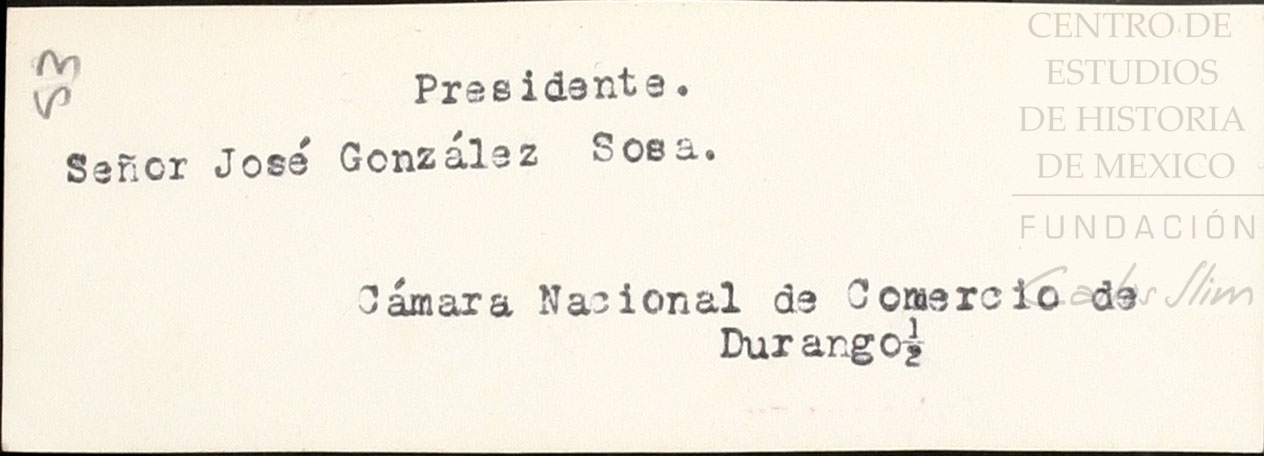 53
Presidente.
Señor José González Sosa.
Cámara Nacional de Comercio de
Durango½
CENTRO DE
ESTUDIOS
DE HISTORIA
DE MEXICO
FUNDACIÓN
Carlos Slim